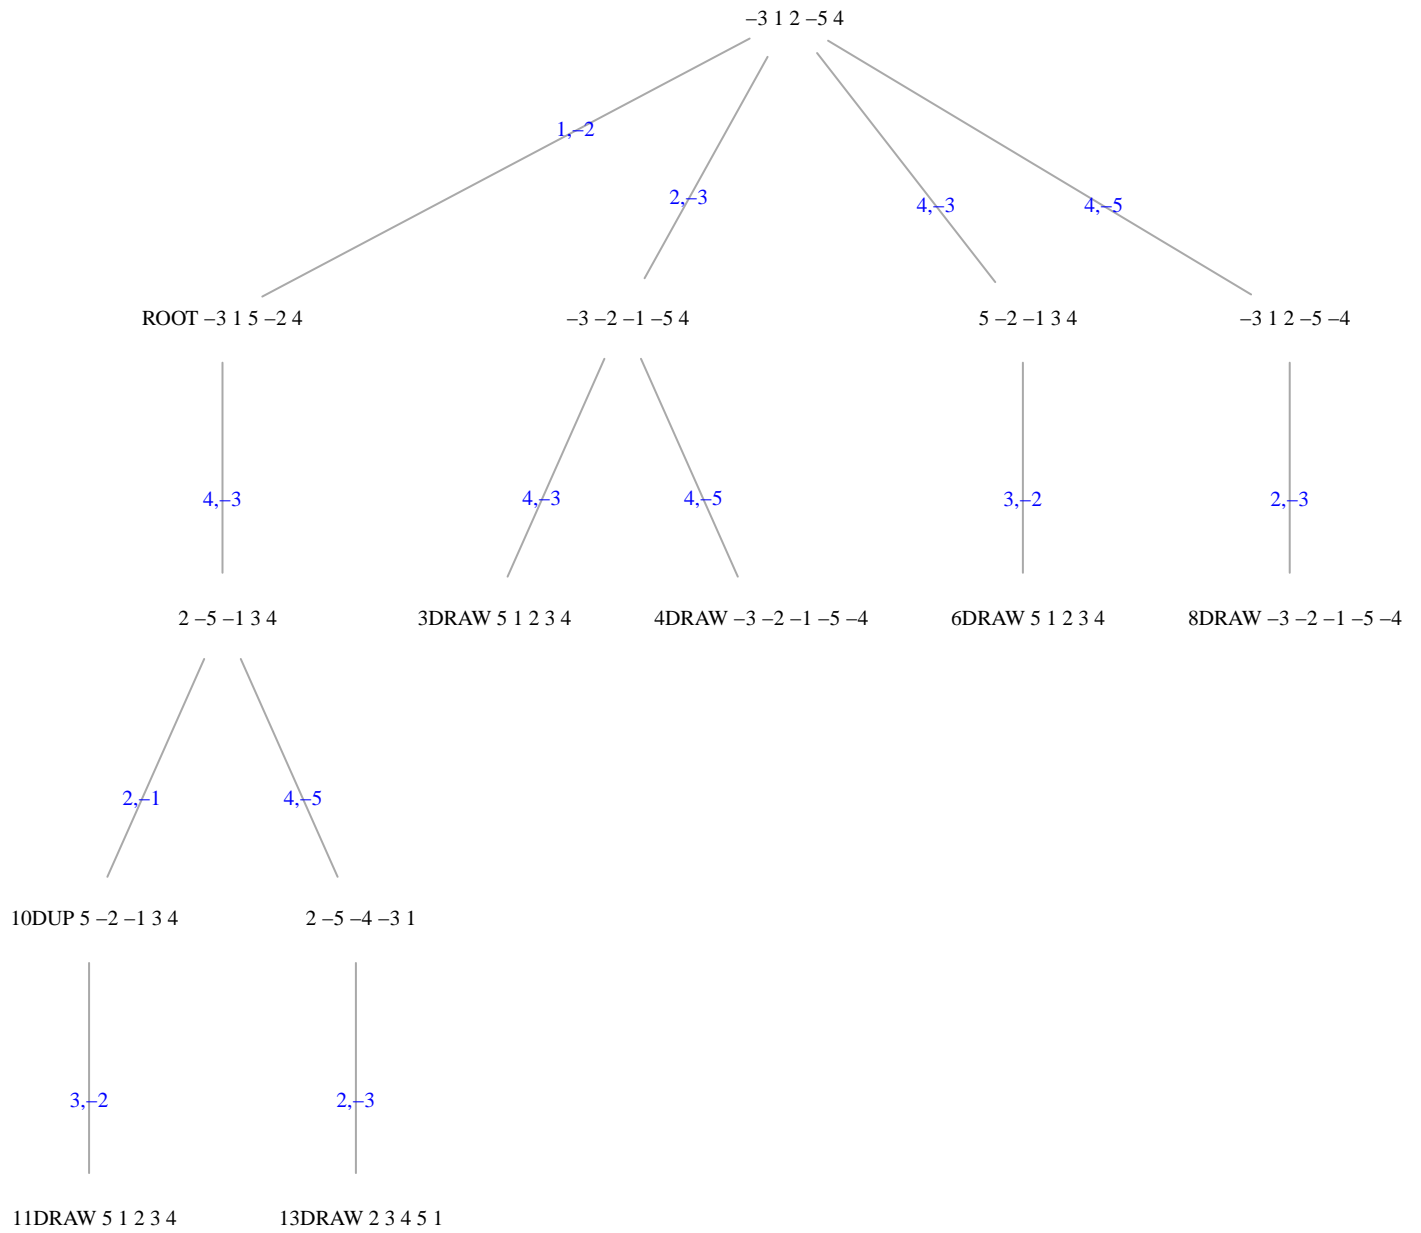 –3 1 2 –5 4
1,–2
2,–3
4,–3
4,–5
ROOT –3 1 5 –2 4
–3 –2 –1 –5 4
5 –2 –1 3 4
–3 1 2 –5 –4
4,–3
4,–3
4,–5
3,–2
2,–3
2 –5 –1 3 4
3DRAW 5 1 2 3 4
4DRAW –3 –2 –1 –5 –4
6DRAW 5 1 2 3 4
8DRAW –3 –2 –1 –5 –4
2,–1
4,–5
10DUP 5 –2 –1 3 4
2 –5 –4 –3 1
3,–2
2,–3
11DRAW 5 1 2 3 4
13DRAW 2 3 4 5 1